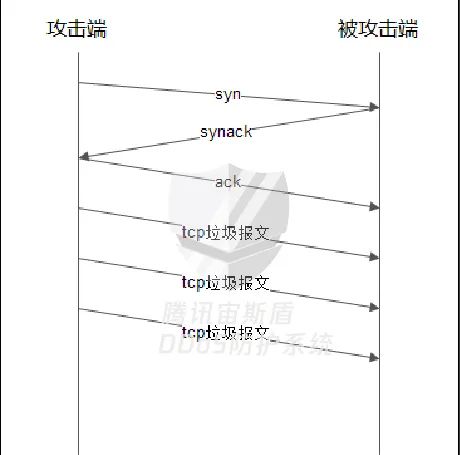 攻击端 被攻击端
syn
synack
ack
tcp垃圾报文
tcp垃圾报文
腾讯宙斯盾
tcp垃圾报文
DDoS防护系统